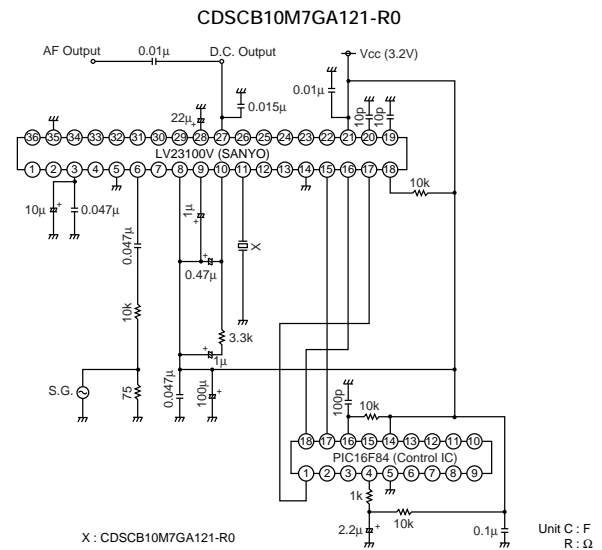 CDSCB10M7GA121-R0
AF Output
0.01μ
D.C. Output
Vcc (3.2V)
0.01μ
0.015μ
22μ +
10p
10p
36 35 34 33 32 31 30 29 28 27 26 25 24 23 22 21 20 19
LV23100V (SANYO)
1 2 3 4 5 6 7 8 9 10 11 12 13 14 15 16 17 18
10k
10μ +
0.047μ
0.047μ
1μ +
X
+
0.47μ
10k
3.3k
+
1μ
S.G.
75
0.047μ
100μ +
100p
10k
18 17 16 15 14 13 12 11 10
PIC16F84 (Control IC)
1 2 3 4 5 6 7 8 9
1k
10k
2.2μ +
0.1μ
X : CDSCB10M7GA121-R0
Unit C : F
R : Ω